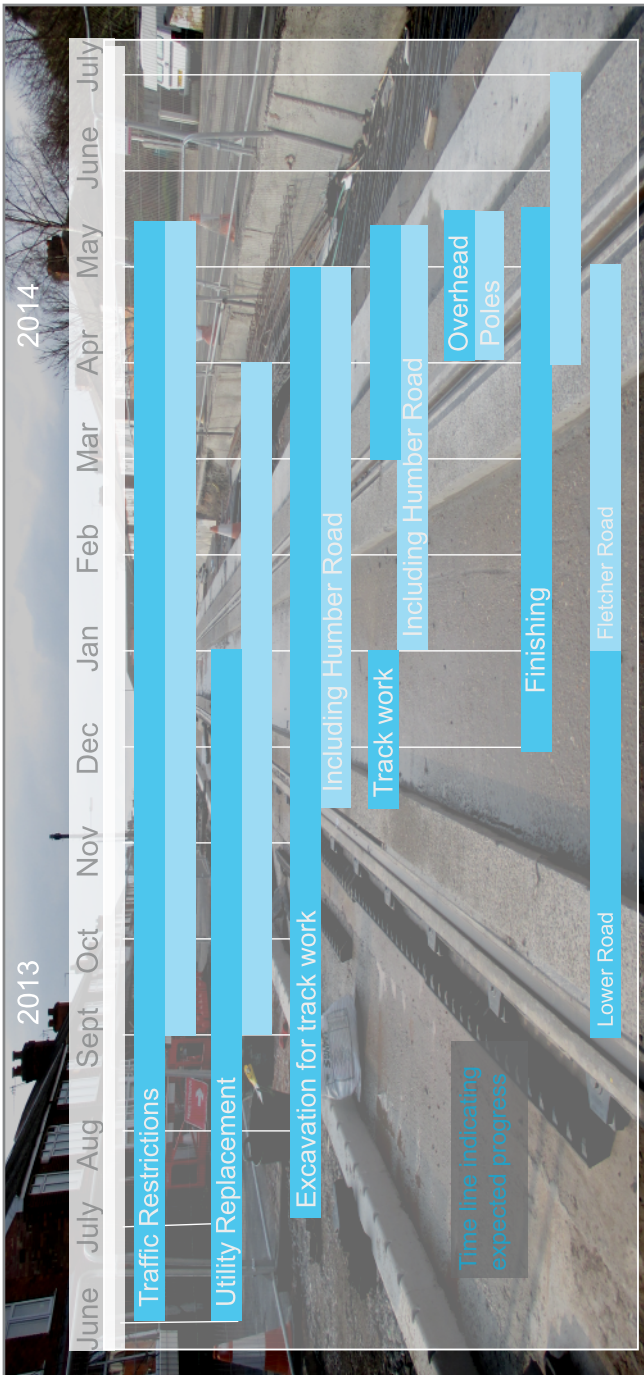 2013
2014
June
July
Aug
Sept
Oct
Nov
Dec
Jan
Feb
Mar
Apr
May
June
July
Traffic Restrictions
Utility Replacement
Excavation for track work
Including Humber Road
Track work
Including Humber Road
Overhead
Poles
Finishing
Lower Road
Fletcher Road
Time line indicating
expected progress